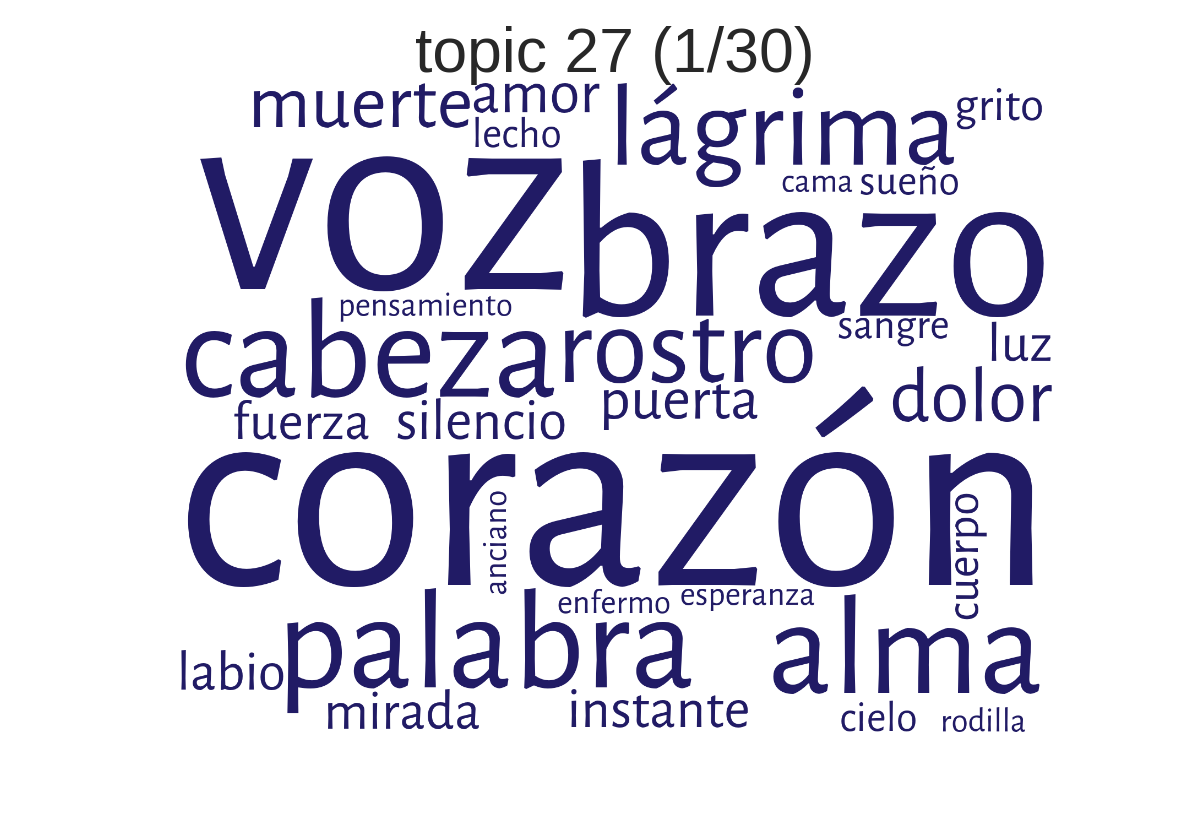 topic 27 (1/30)
muerte amor lágrima grito
lecho
cama sueño
voz brazo
pensamiento
cabeza rostro sangre luz
fuerza silencio puerta dolor
corazón
anciano
cuerpo
enfermo esperanza
labio palabra alma
mirada instante cielo rodilla